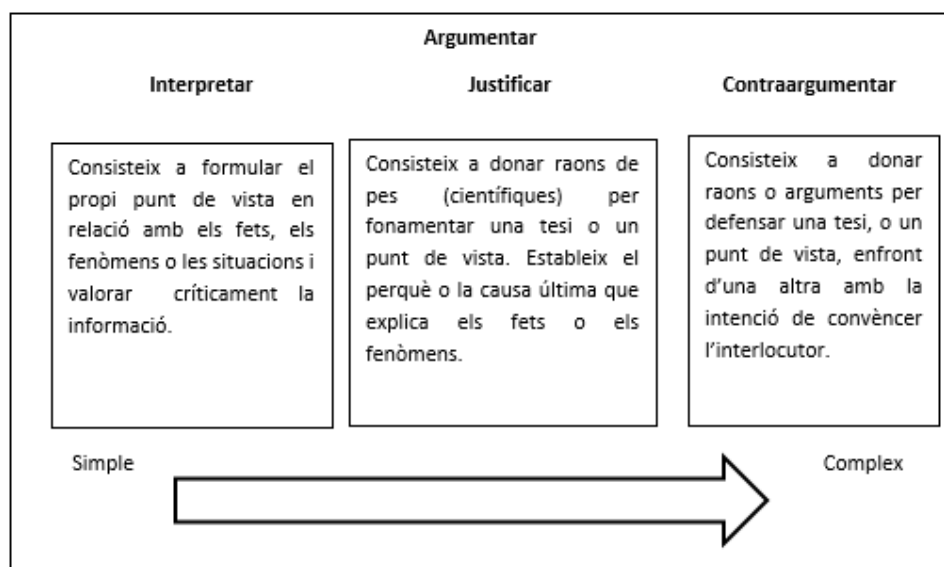 Argumentar
Interpretar
Justificar
Contraargumentar
Consisteix a formular el
propi punt de vista en
relació amb els fets, els
fenòmens o les situacions i
valorar críticament la
informació.
Consisteix a donar raons de
pes (científiques) per
fonamentar una tesi o un
punt de vista. Estableix el
perquè o la causa última que
explica els fets o els
fenòmens.
Consisteix a donar
raons o arguments per
defensar una tesi, o un
punt de vista, enfront
d’una altra amb la
intenció de convèncer
l’interlocutor.
Simple
Complex